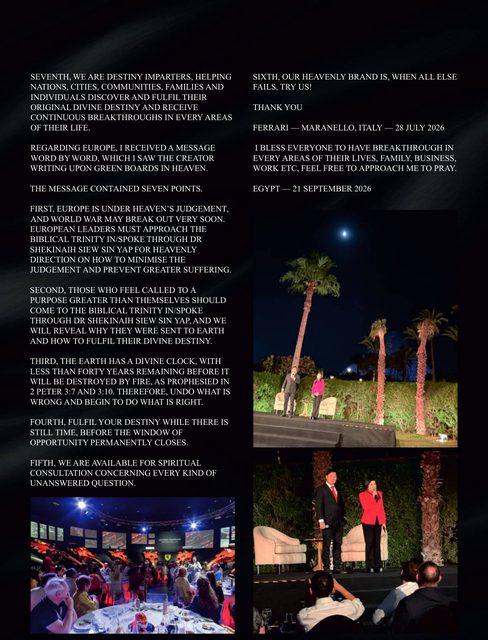 SEVENTH, WE ARE DESTINY IMPARTERS, HELPING
NATIONS, CITIES, COMMUNITIES, FAMILIES AND
INDIVIDUALS DISCOVER AND FULFIL THEIR
ORIGINAL DIVINE DESTINY AND RECEIVE
CONTINUOUS BREAKTHROUGHS IN EVERY AREAS
OF THEIR LIFE.
REGARDING EUROPE, I RECEIVED A MESSAGE
WORD BY WORD, WHICH I SAW THE CREATOR
WRITING UPON GREEN BOARDS IN HEAVEN.
THE MESSAGE CONTAINED SEVEN POINTS.
FIRST, EUROPE IS UNDER HEAVEN'S JUDGEMENT,
AND WORLD WAR MAY BREAK OUT VERY SOON.
EUROPEAN LEADERS MUST APPROACH THE
BIBLICAL TRINITY IN/SPOKE THROUGH DR
SHEKINAIH SIEW SIN YAP FOR HEAVENLY
DIRECTION ON HOW TO MINIMISE THE
JUDGEMENT AND PREVENT GREATER SUFFERING.
SECOND, THOSE WHO FEEL CALLED TO A
PURPOSE GREATER THAN THEMSELVES SHOULD
COME TO THE BIBLICAL TRINITY IN/SPOKE
THROUGH DR SHEKINAIH SIEW SIN YAP, AND WE
WILL REVEAL WHY THEY WERE SENT TO EARTH
AND HOW TO FULFIL THEIR DIVINE DESTINY.
THIRD, THE EARTH HAS A DIVINE CLOCK, WITH
LESS THAN FORTY YEARS REMAINING BEFORE IT
WILL BE DESTROYED BY FIRE, AS PROPHESIED IN
2 PETER 3:7 AND 3:10. THEREFORE, UNDO WHAT IS
WRONG AND BEGIN TO DO WHAT IS RIGHT.
FOURTH, FULFIL YOUR DESTINY WHILE THERE IS
STILL TIME, BEFORE THE WINDOW OF
OPPORTUNITY PERMANENTLY CLOSES.
FIFTH, WE ARE AVAILABLE FOR SPIRITUAL
CONSULTATION CONCERNING EVERY KIND OF
UNANSWERED QUESTION.
SIXTH, OUR HEAVENLY BRAND IS, WHEN ALL ELSE
FAILS, TRY US!
THANK YOU
FERRARI — MARANELLO, ITALY — 28 JULY 2026
I BLESS EVERYONE TO HAVE BREAKTHROUGH IN
EVERY AREAS OF THEIR LIVES, FAMILY, BUSINESS,
WORK ETC, FEEL FREE TO APPROACH ME TO PRAY.
EGYPT — 21 SEPTEMBER 2026